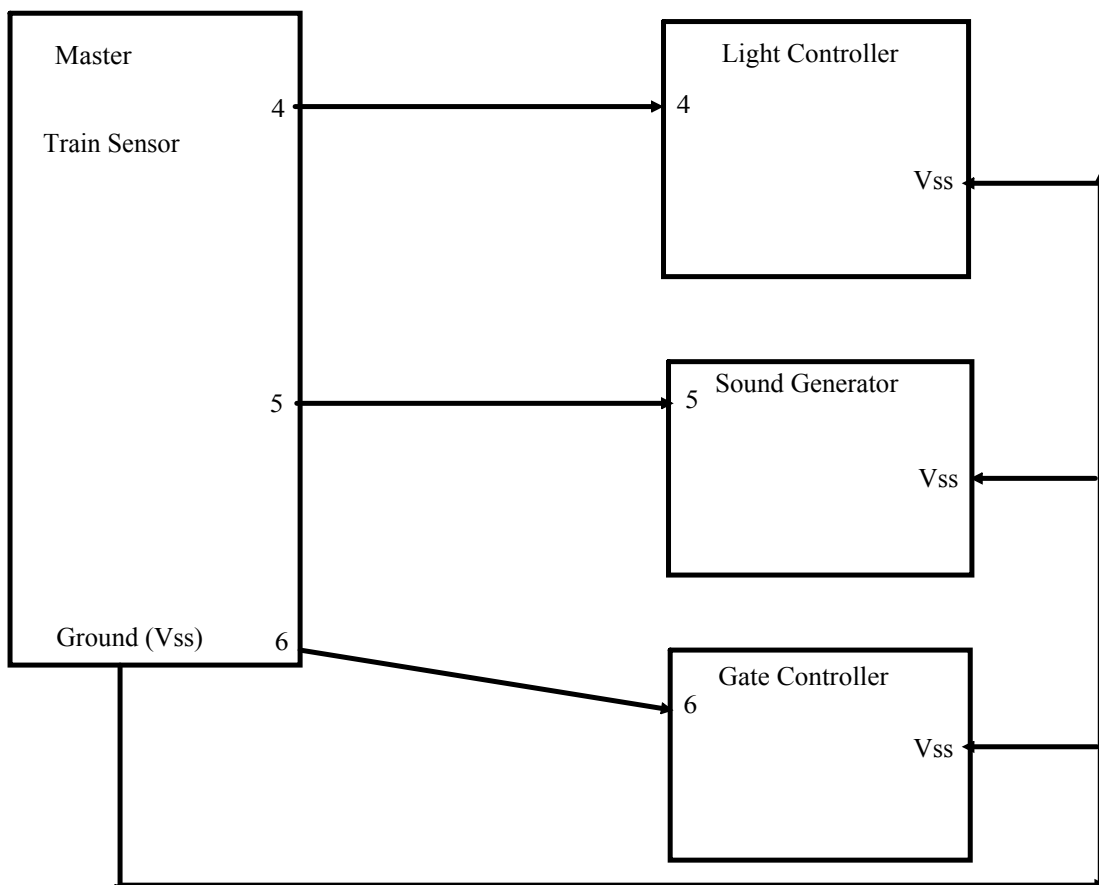 Master
Train Sensor
4
5
Ground (Vss)
6
Light Controller
4
Vss
Sound Generator
5
Vss
Gate Controller
6
Vss